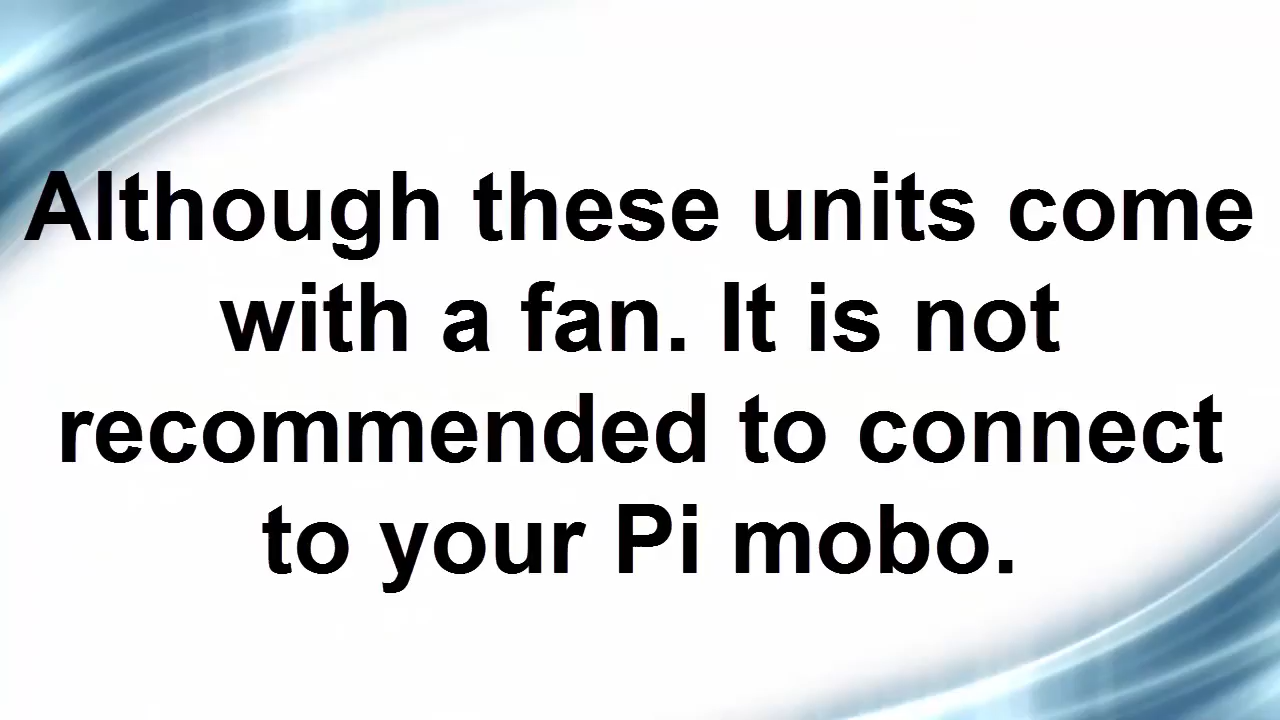 Although these units come
with a fan. It is not
recommended to connect
to your Pi mobo.